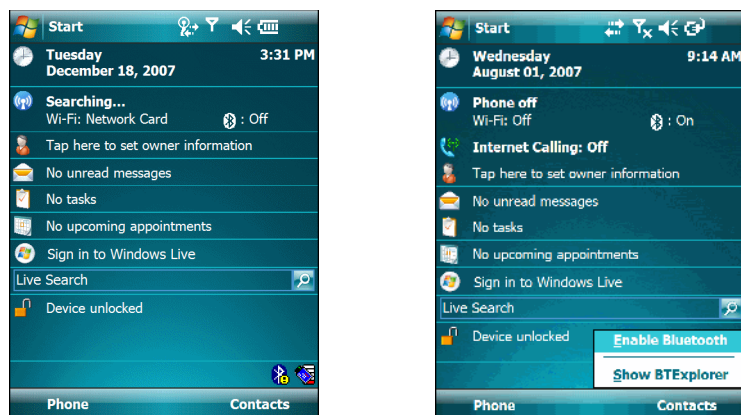 Start
Tuesday 3:31 PM
December 18, 2007
Searching...
Wi-Fi: Network Card : Off
Tap here to set owner information
No unread messages
No tasks
No upcoming appointments
Sign in to Windows Live
Live Search
Device unlocked
Phone Contacts
Start
Wednesday 9:14 AM
August 01, 2007
Phone off
Wi-Fi: Off : On
Internet Calling: Off
Tap here to set owner information
No unread messages
No tasks
No upcoming appointments
Sign in to Windows Live
Live Search
Device unlocked
Enable Bluetooth
Show BTExplorer
Phone Contacts